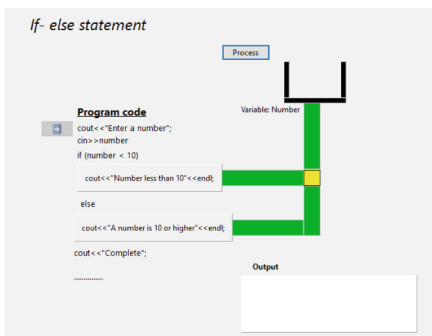 If- else statement
Process
Program code
Variable: Number
cout<<"Enter a number";
cin>>number
if (number < 10)
cout<<"Number less than 10"<<endl;
else
cout<<"A number is 10 or higher"<<endl;
cout<<"Complete";
...............
Output